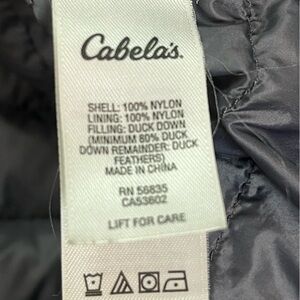 Cabela's.
SHELL: 100% NYLON
LINING: 100% NYLON
FILLING: DUCK DOWN
(MINIMUM 80% DUCK
DOWN REMAINDER: DUCK
FEATHERS)
MADE IN CHINA
RN 56835
CA53602
LIFT FOR CARE